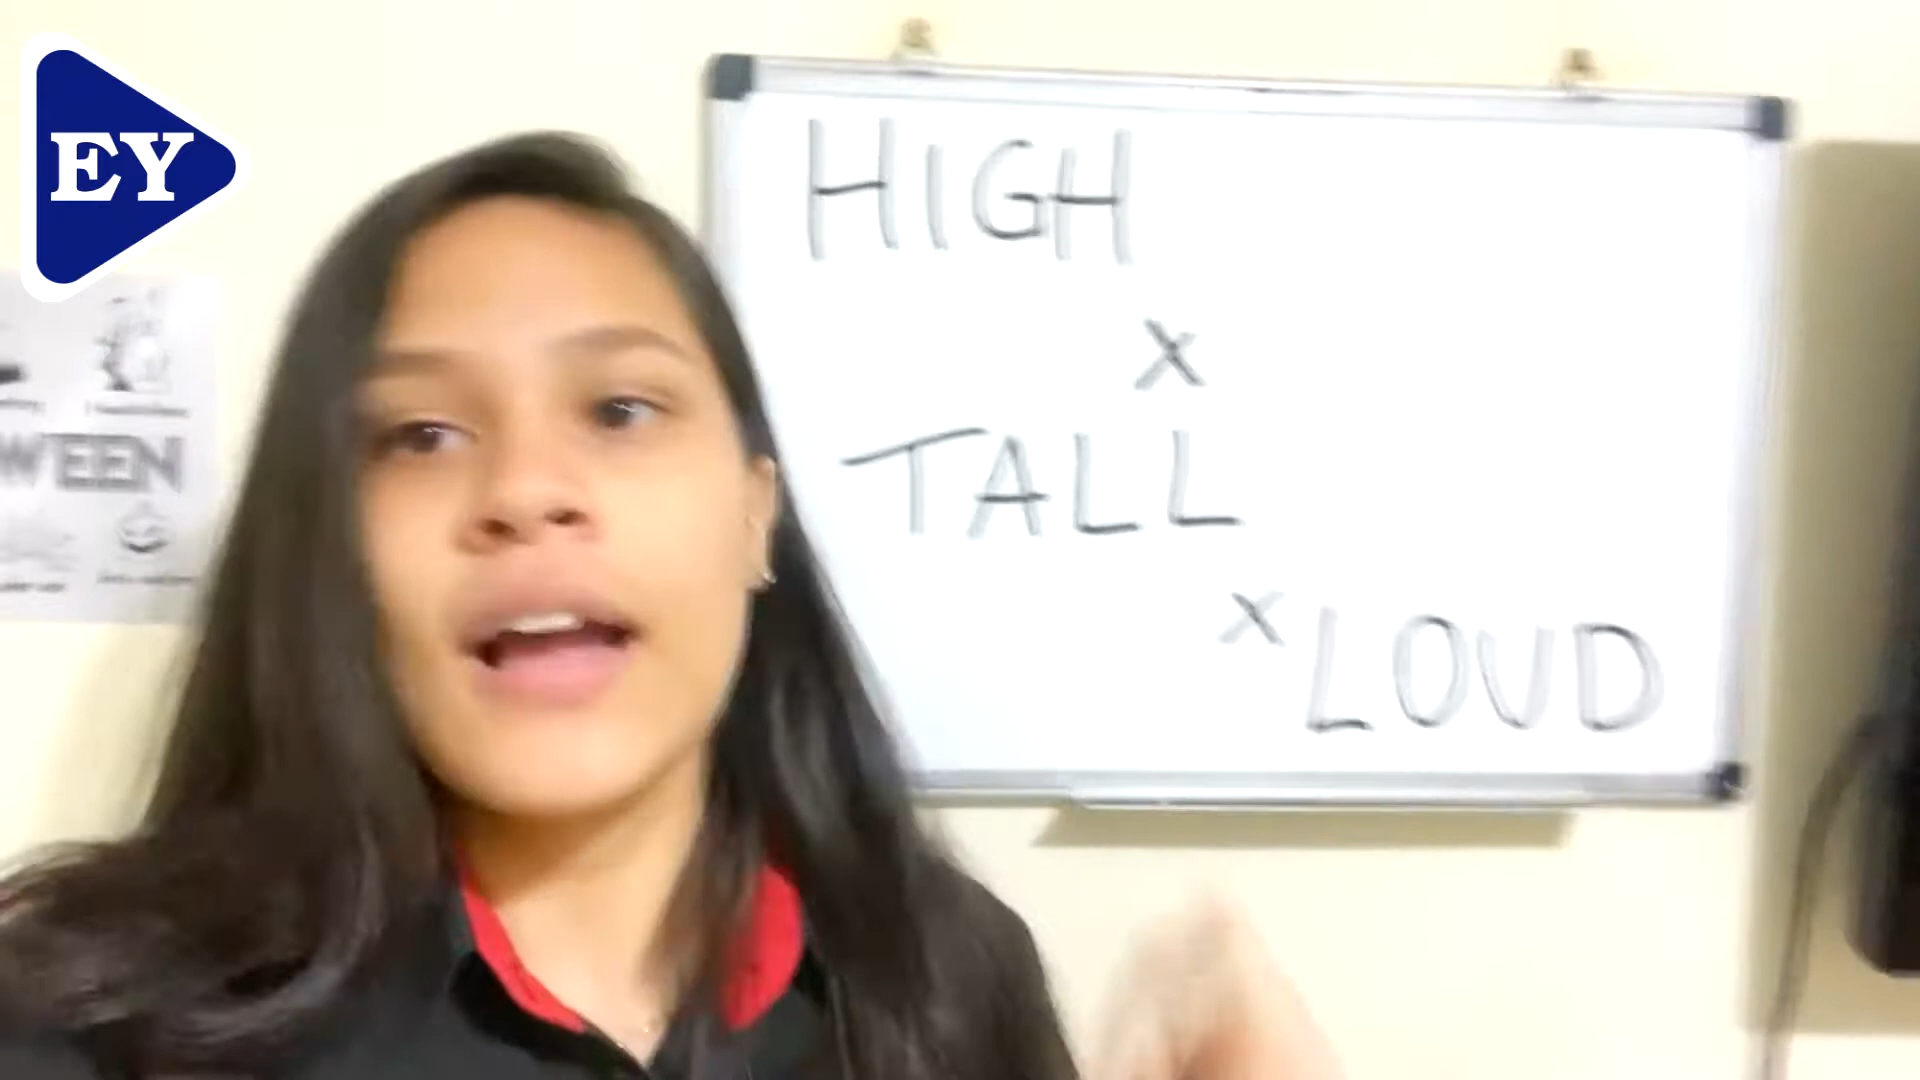 EY
HIGH
x
TALL
x LOUD
WEEN